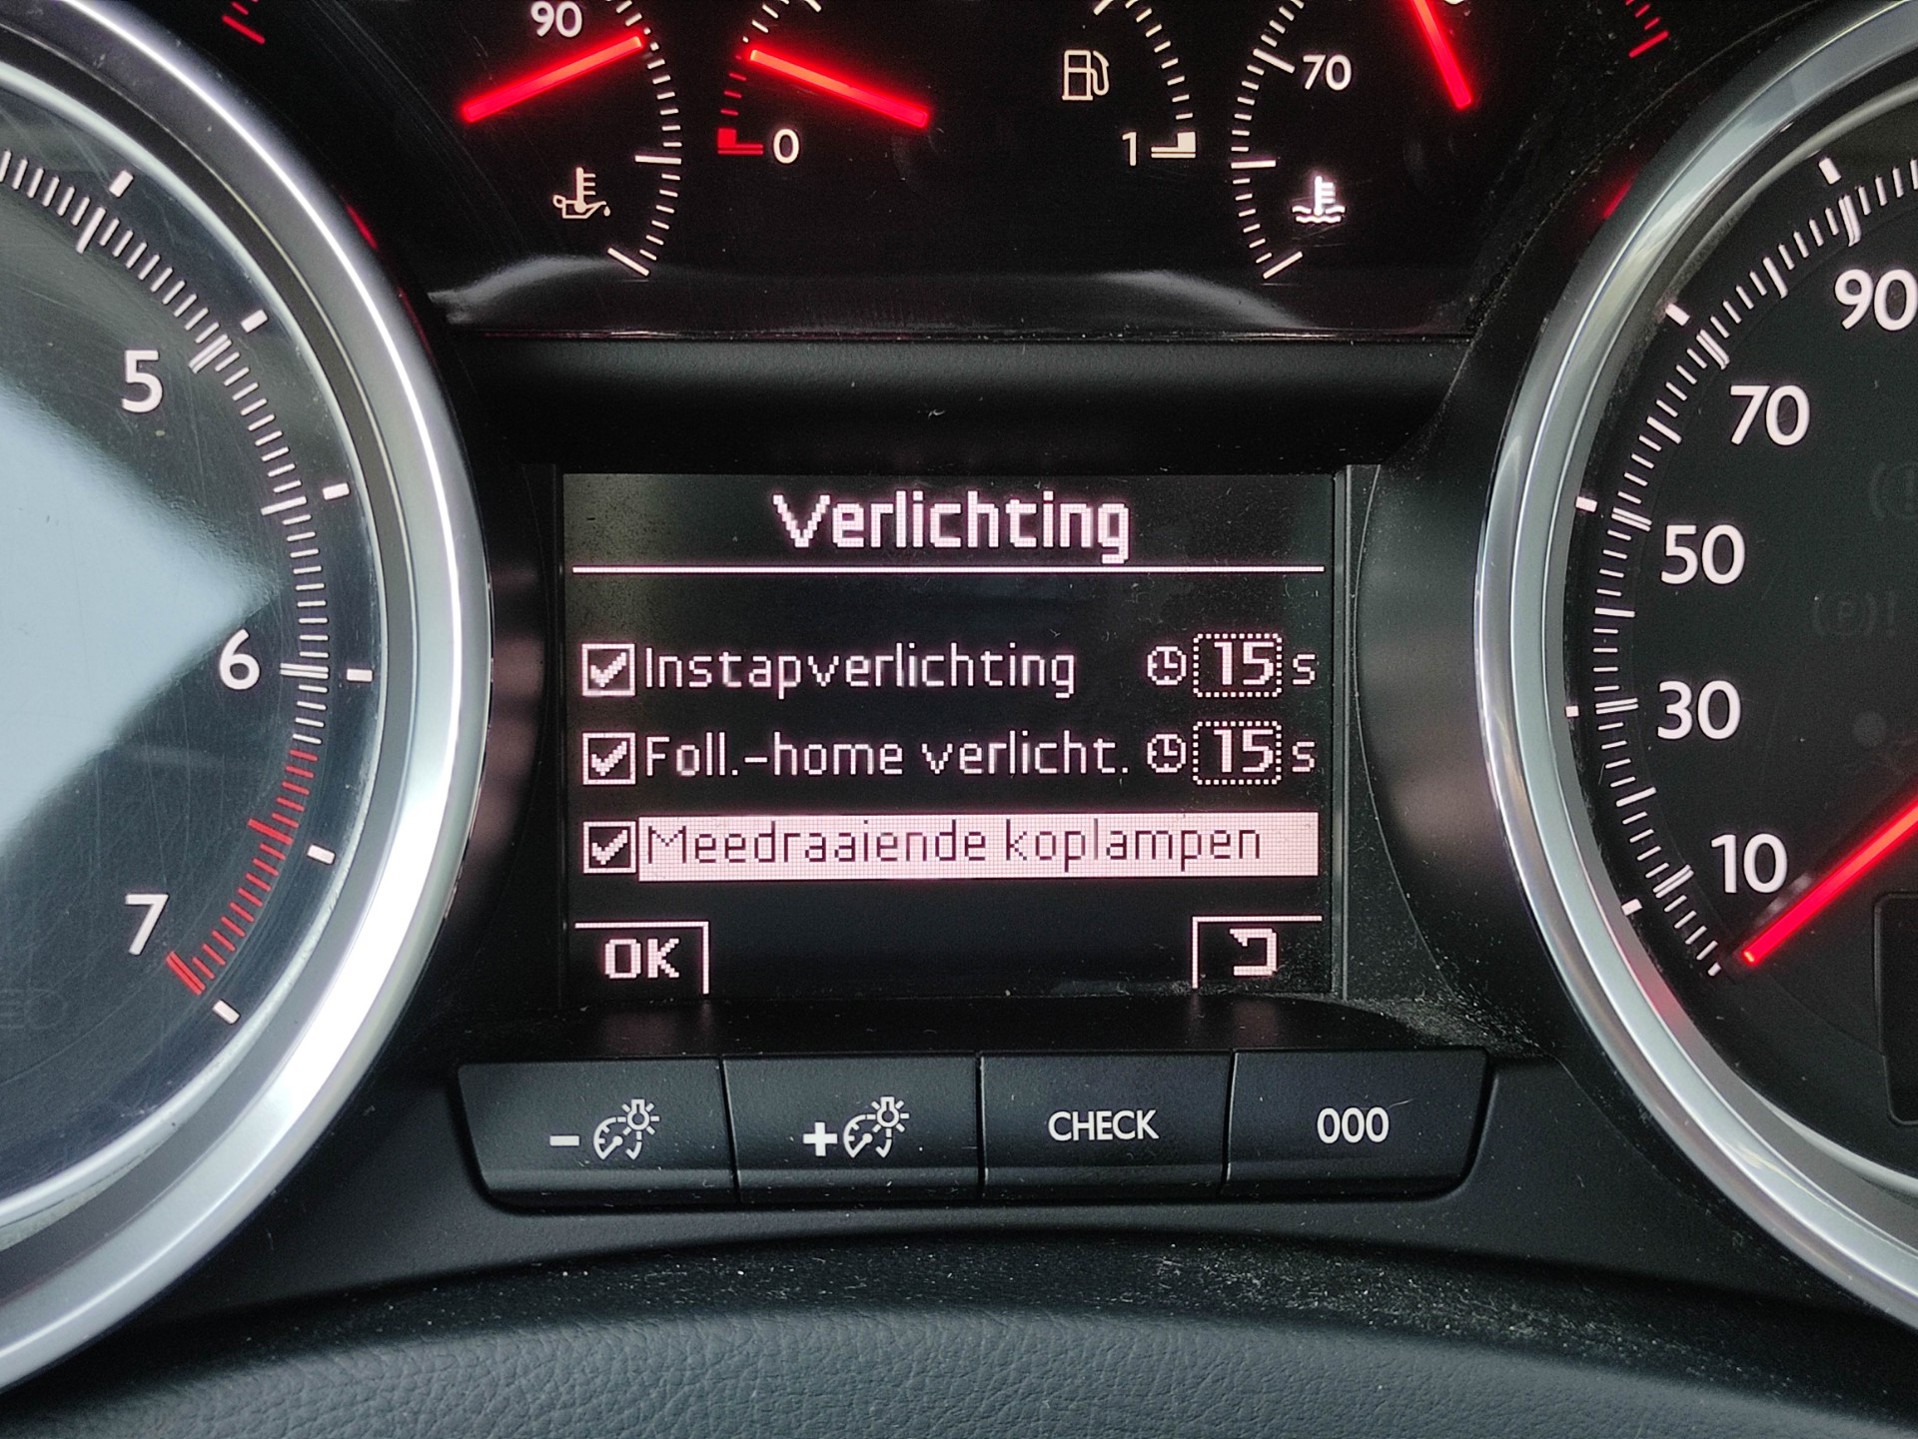 90
0
1
70
5
6
7
90
70
50
30
10
Verlichting
Instapverlichting 15 s
Foll.-home verlicht. 15 s
Meedraaiende koplampen
OK
- + CHECK 000